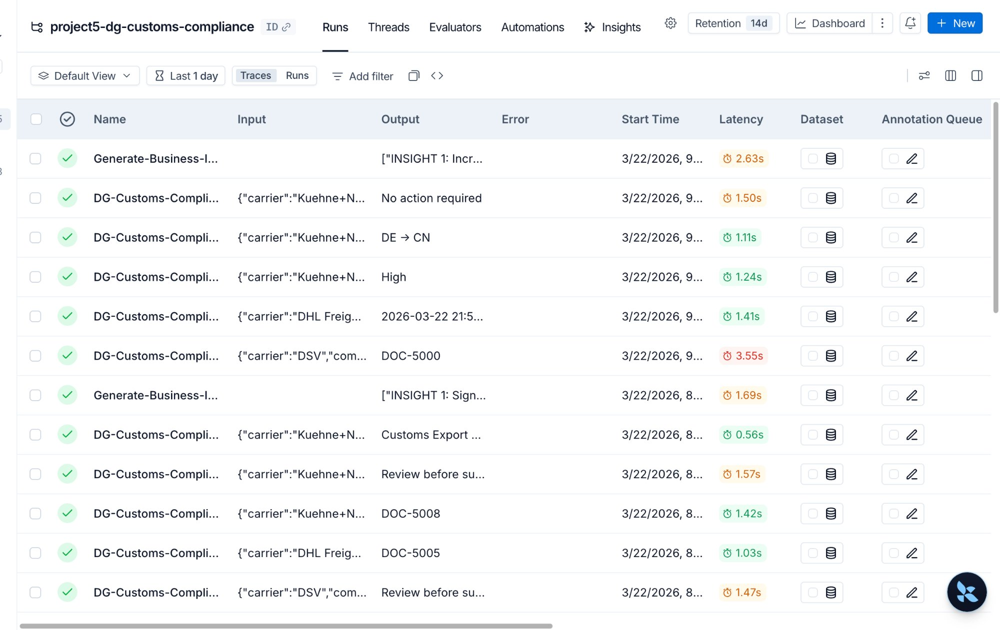 project5-dg-customs-compliance ID Runs Threads Evaluators Automations Insights Retention 14d Dashboard New
Default View Last 1 day Traces Runs Add filter
Name Input Output Error Start Time Latency Dataset Annotation Queue
Generate-Business-I... ["INSIGHT 1: Incr... 3/22/2026, 9... 2.63s
DG-Customs-Compli... {"carrier":"Kuehne+N... No action required 3/22/2026, 9... 1.50s
DG-Customs-Compli... {"carrier":"Kuehne+N... DE → CN 3/22/2026, 9... 1.11s
DG-Customs-Compli... {"carrier":"Kuehne+N... High 3/22/2026, 9... 1.24s
DG-Customs-Compli... {"carrier":"DHL Freig... 2026-03-22 21:5... 3/22/2026, 9... 1.41s
DG-Customs-Compli... {"carrier":"DSV","com... DOC-5000 3/22/2026, 9... 3.55s
Generate-Business-I... ["INSIGHT 1: Sign... 3/22/2026, 8... 1.69s
DG-Customs-Compli... {"carrier":"Kuehne+N... Customs Export ... 3/22/2026, 8... 0.56s
DG-Customs-Compli... {"carrier":"Kuehne+N... Review before su... 3/22/2026, 8... 1.57s
DG-Customs-Compli... {"carrier":"Kuehne+N... DOC-5008 3/22/2026, 8... 1.42s
DG-Customs-Compli... {"carrier":"DHL Freig... DOC-5005 3/22/2026, 8... 1.03s
DG-Customs-Compli... {"carrier":"DSV","com... Review before su... 3/22/2026, 8... 1.47s